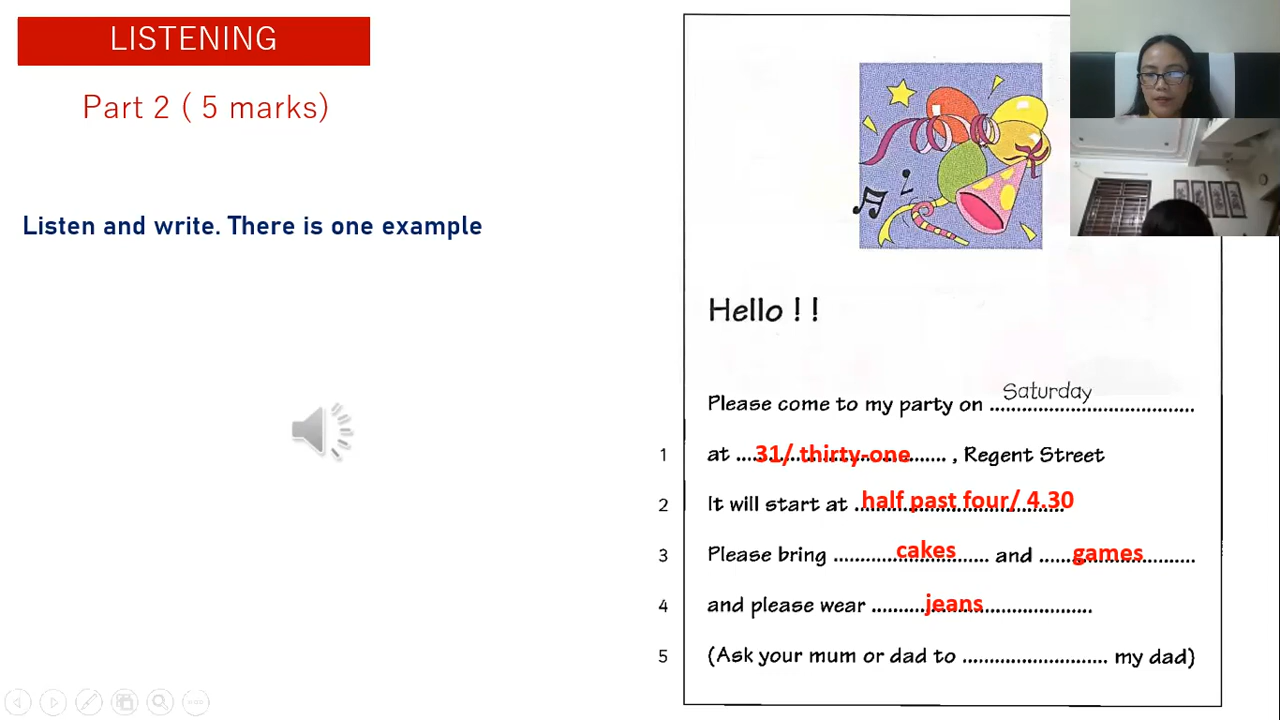 LISTENING
Part 2 ( 5 marks)
Listen and write. There is one example
Hello ! !
Please come to my party on Saturday
1 at 31/ thirty-one , Regent Street
2 It will start at half past four/ 4.30
3 Please bring cakes and games
4 and please wear jeans
5 (Ask your mum or dad to ........................... my dad)